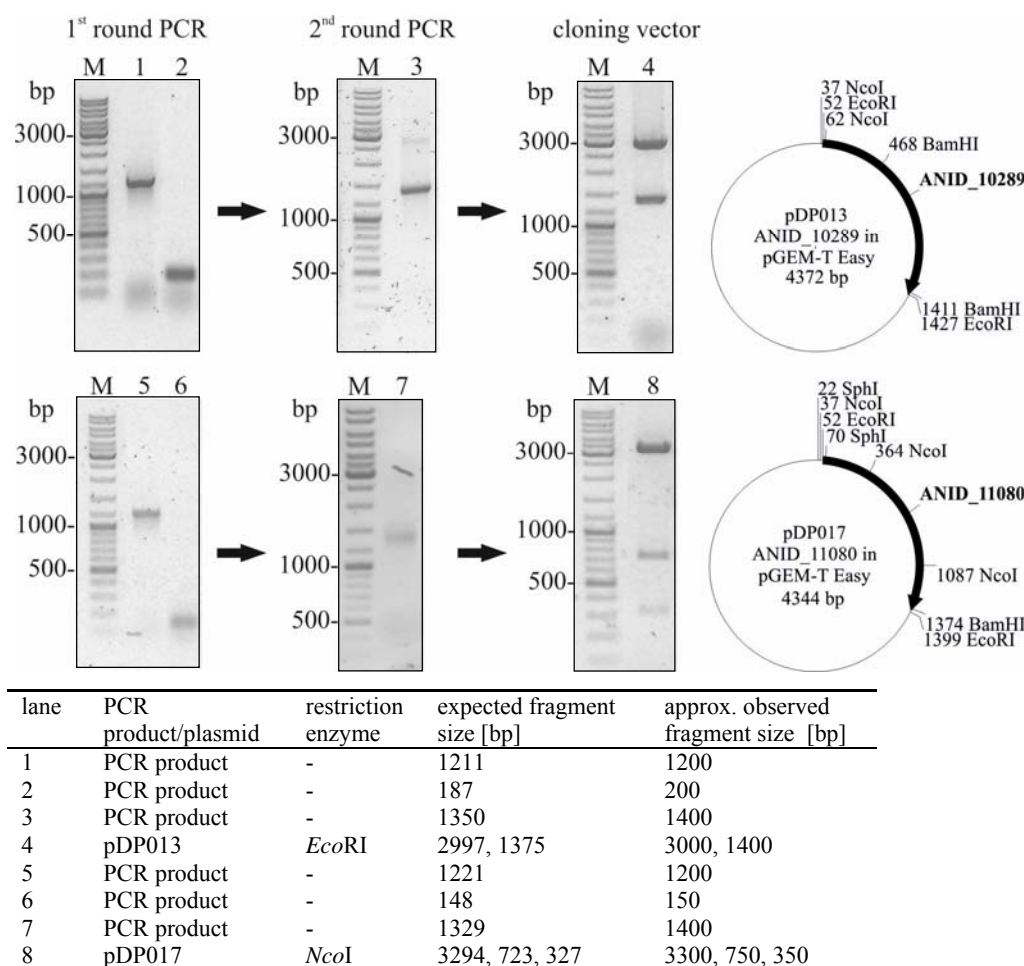 1st round PCR 2nd round PCR cloning vector
M 1 2
bp
3000
1000
500
M 3
bp
3000
1000
500
M 4
bp
3000
1000
500
37 NcoI
52 EcoRI
62 NcoI
468 BamHI
ANID_10289
pDP013
ANID_10289 in
pGEM-T Easy
4372 bp
1411 BamHI
1427 EcoRI
M 5 6
bp
3000
1000
500
M 7
bp
3000
1000
500
M 8
bp
3000
1000
500
22 SphI
37 NcoI
52 EcoRI
70 SphI
364 NcoI
ANID_11080
pDP017
ANID_11080 in
pGEM-T Easy
4344 bp
1087 NcoI
1374 BamHI
1399 EcoRI
lane PCR restriction expected fragment approx. observed
product/plasmid enzyme size [bp] fragment size [bp]
1 PCR product - 1211 1200
2 PCR product - 187 200
3 PCR product - 1350 1400
4 pDP013 EcoRI 2997, 1375 3000, 1400
5 PCR product - 1221 1200
6 PCR product - 148 150
7 PCR product - 1329 1400
8 pDP017 NcoI 3294, 723, 327 3300, 750, 350